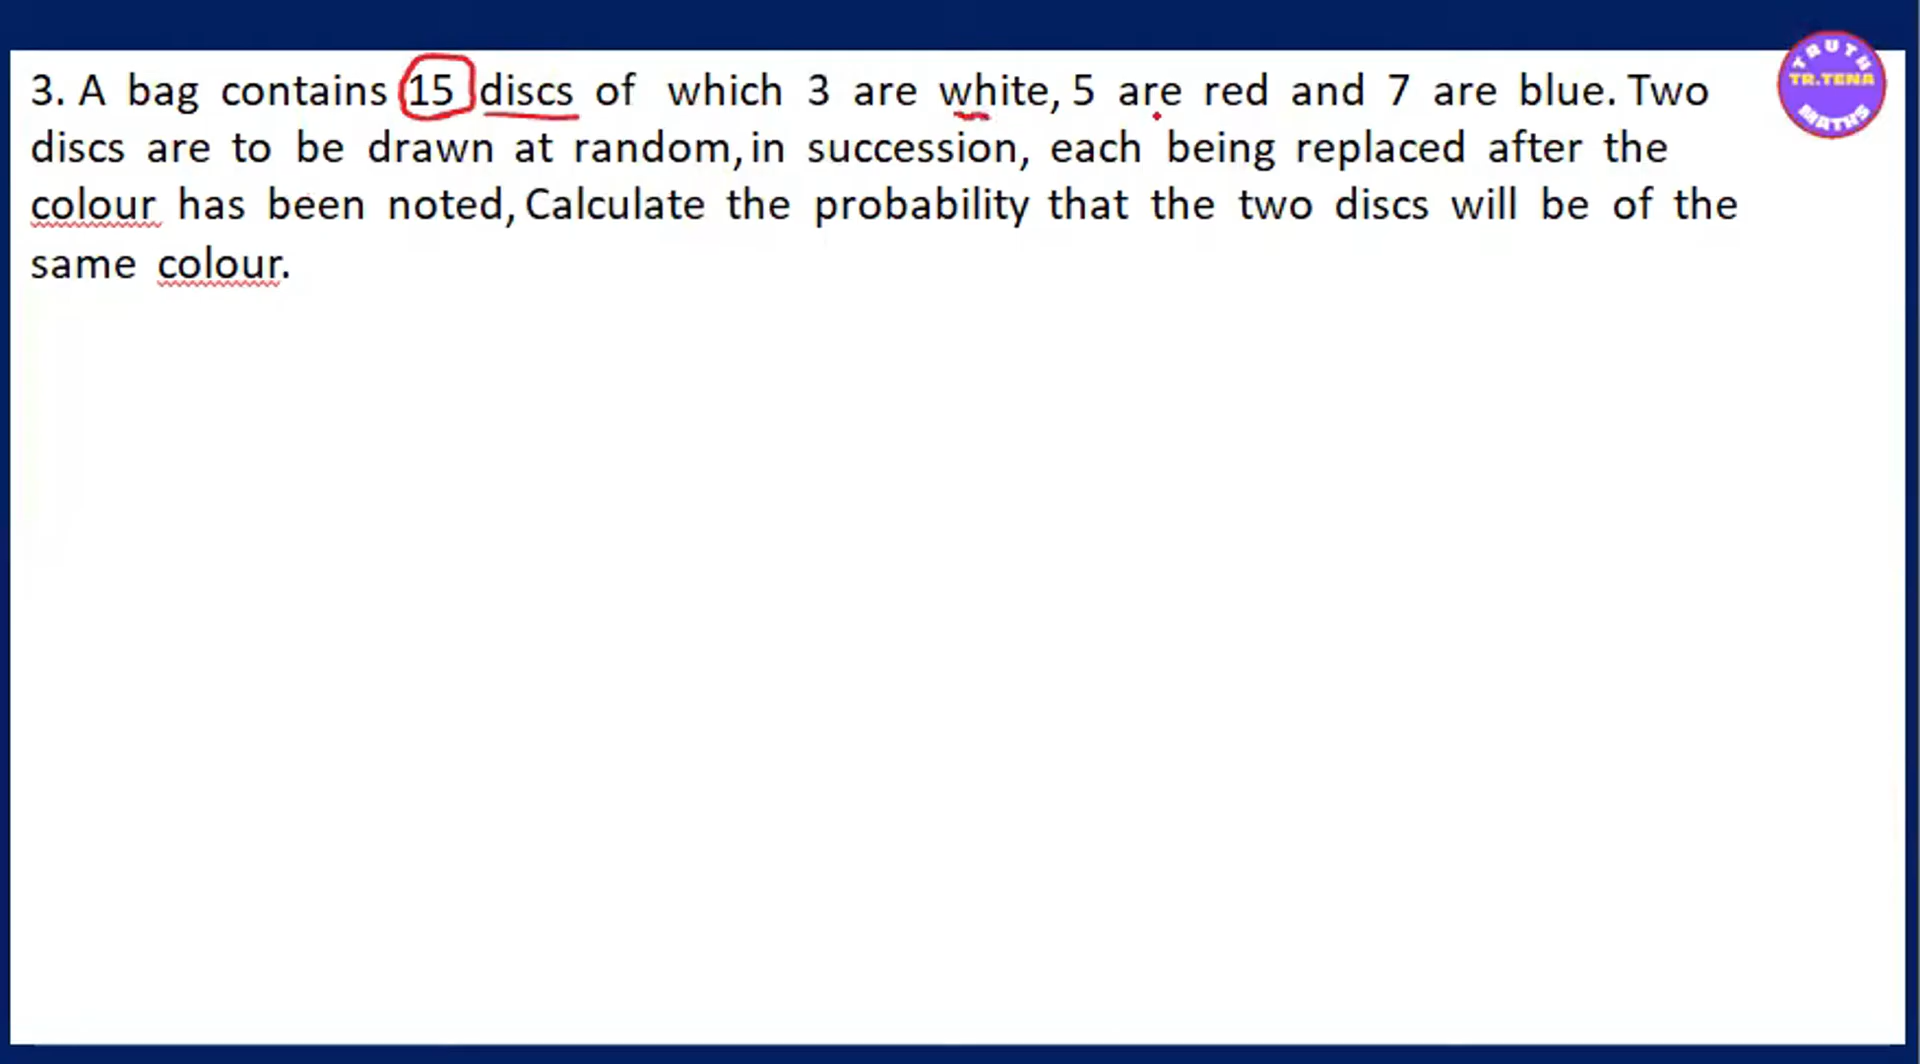 3. A bag contains 15 discs of which 3 are white, 5 are red and 7 are blue. Two
discs are to be drawn at random, in succession, each being replaced after the
colour has been noted, Calculate the probability that the two discs will be of the
same colour.
TRUTH
TR.TENA
MATHS